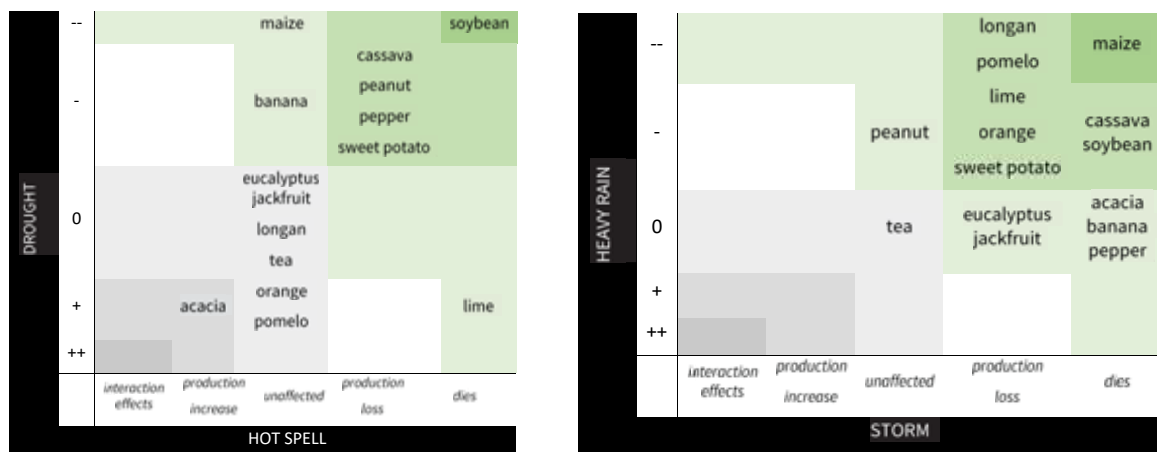 -- maize soybean
cassava
peanut
- banana
pepper
sweet potato
DROUGHT
eucalyptus
jackfruit
0 longan
tea
orange
+ acacia lime
pomelo
++
interaction effects production increase unaffected production loss dies
HOT SPELL
longan
-- maize
pomelo
lime
cassava
- peanut orange
soybean
sweet potato
HEAVY RAIN
acacia
eucalyptus
0 tea banana
jackfruit
pepper
+
++
interaction effects production increase unaffected production loss dies
STORM